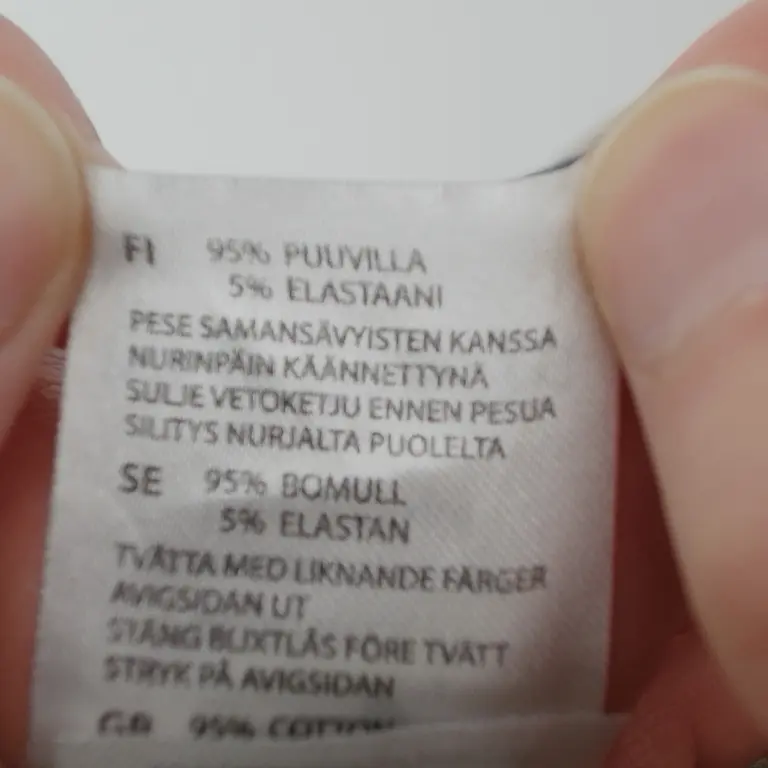 FI 95% PUUVILLA
5% ELASTAANI
PESE SAMANSÄVYISTEN KANSSA
NURINPÄIN KÄÄNNETTYNÄ
SULJE VETOKETJU ENNEN PESUA
SILITYS NURJALTA PUOLELTA
SE 95% BOMULL
5% ELASTAN
TVÄTTA MED LIKNANDE FÄRGER
AVIGSIDAN UT
STÄNG BLIXTLÅS FÖRE TVÄTT
STRYK PÅ AVIGSIDAN
GB 95% COTTON